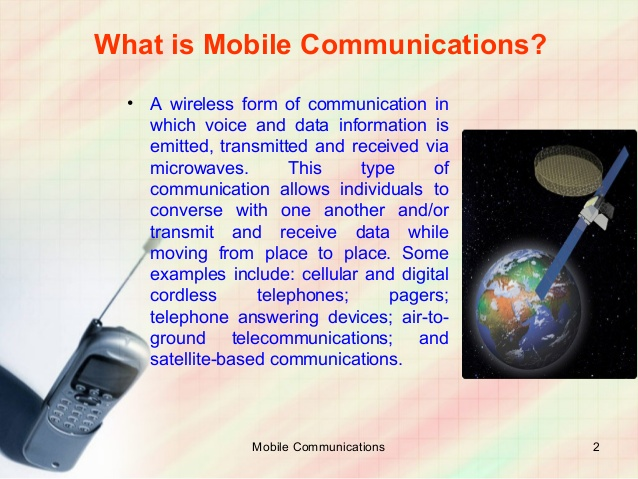 What is Mobile Communications?
• A wireless form of communication in
which voice and data information is
emitted, transmitted and received via
microwaves. This type of
communication allows individuals to
converse with one another and/or
transmit and receive data while
moving from place to place. Some
examples include: cellular and digital
cordless telephones; pagers;
telephone answering devices; air-to-
ground telecommunications; and
satellite-based communications.
Mobile Communications
2